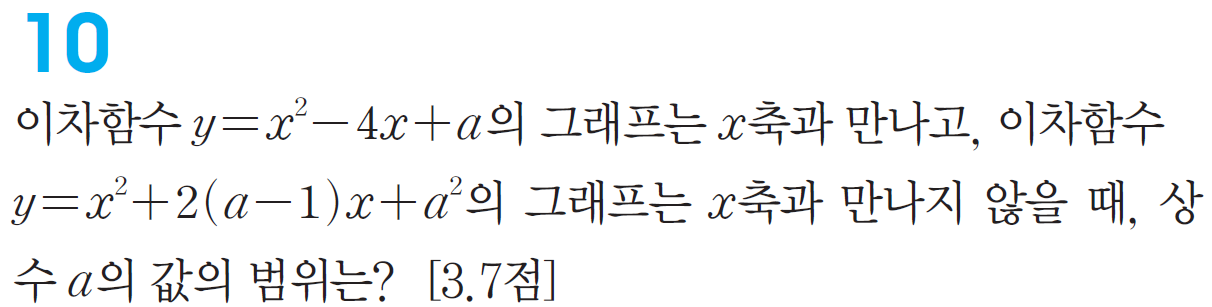 10
이차함수 y=x²-4x+a의 그래프는 x축과 만나고, 이차함수
y=x²+2(a-1)x+a²의 그래프는 x축과 만나지 않을 때, 상
수 a의 값의 범위는? [3.7점]